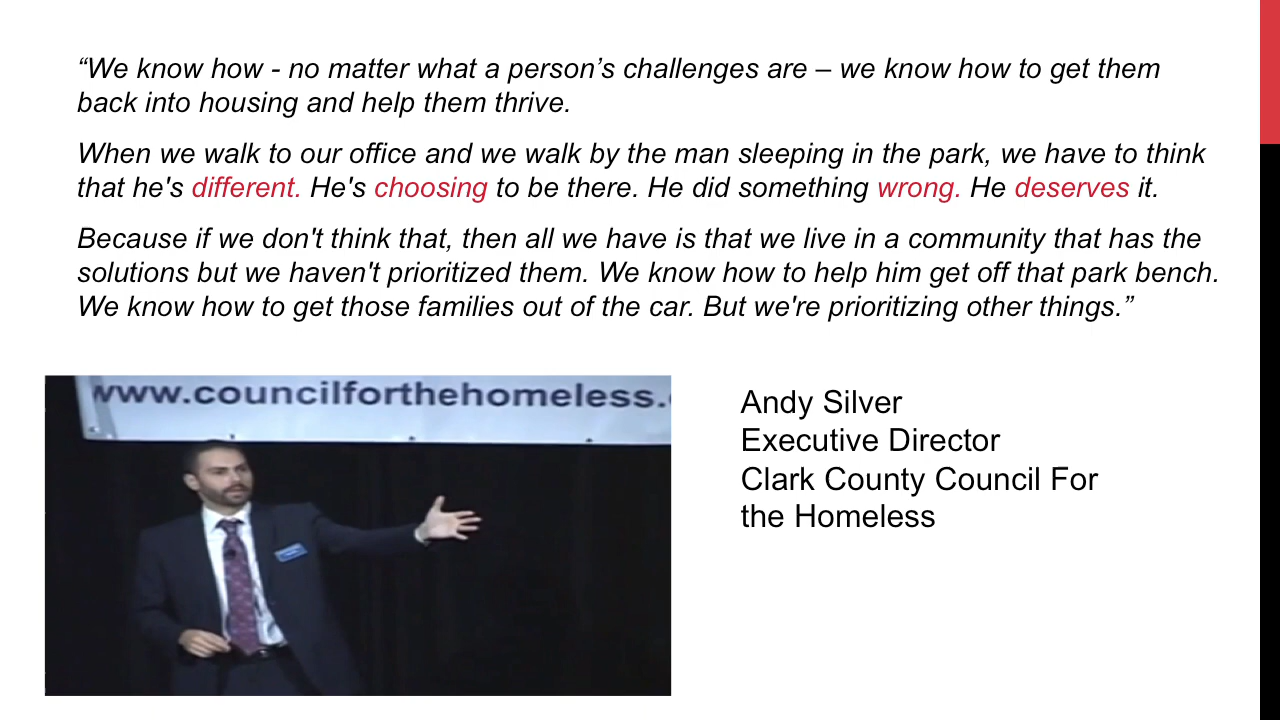 “We know how - no matter what a person’s challenges are – we know how to get them
back into housing and help them thrive.
When we walk to our office and we walk by the man sleeping in the park, we have to think
that he's different. He's choosing to be there. He did something wrong. He deserves it.
Because if we don't think that, then all we have is that we live in a community that has the
solutions but we haven't prioritized them. We know how to help him get off that park bench.
We know how to get those families out of the car. But we're prioritizing other things.”
www.councilforthehomeless.
Andy Silver
Executive Director
Clark County Council For
the Homeless